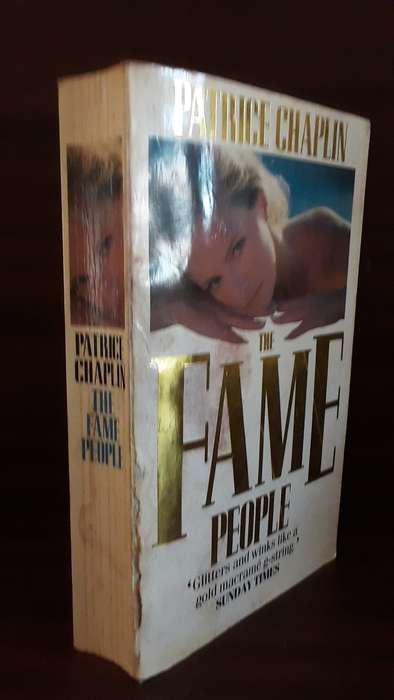 PATRICE CHAPLIN
THE
FAME
PEOPLE
‘Glitters and winks like a
gold macramé g-string.’
SUNDAY TIMES
PATRICE
CHAPLIN
THE
FAME
PEOPLE